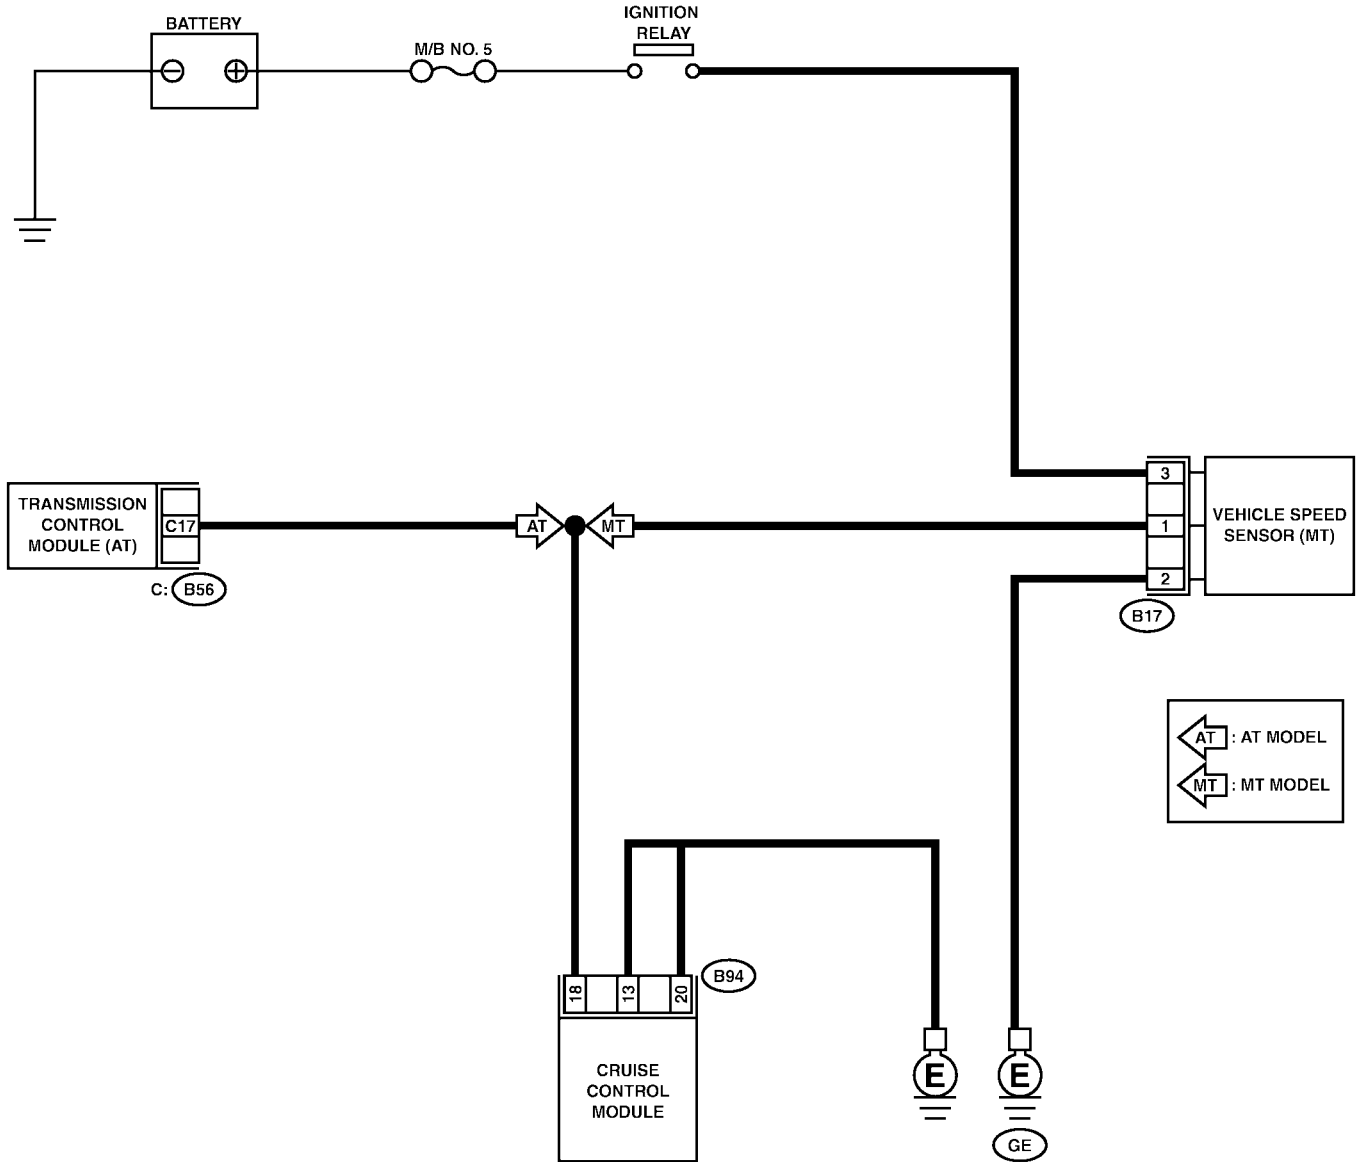 IGNITION
RELAY
BATTERY
M/B NO. 5
3
TRANSMISSION
CONTROL
MODULE (AT)
C17
AT
MT
1
VEHICLE SPEED
SENSOR (MT)
2
C: B56
B17
AT : AT MODEL
MT : MT MODEL
B94
18
13
20
CRUISE
CONTROL
MODULE
E
E
GE